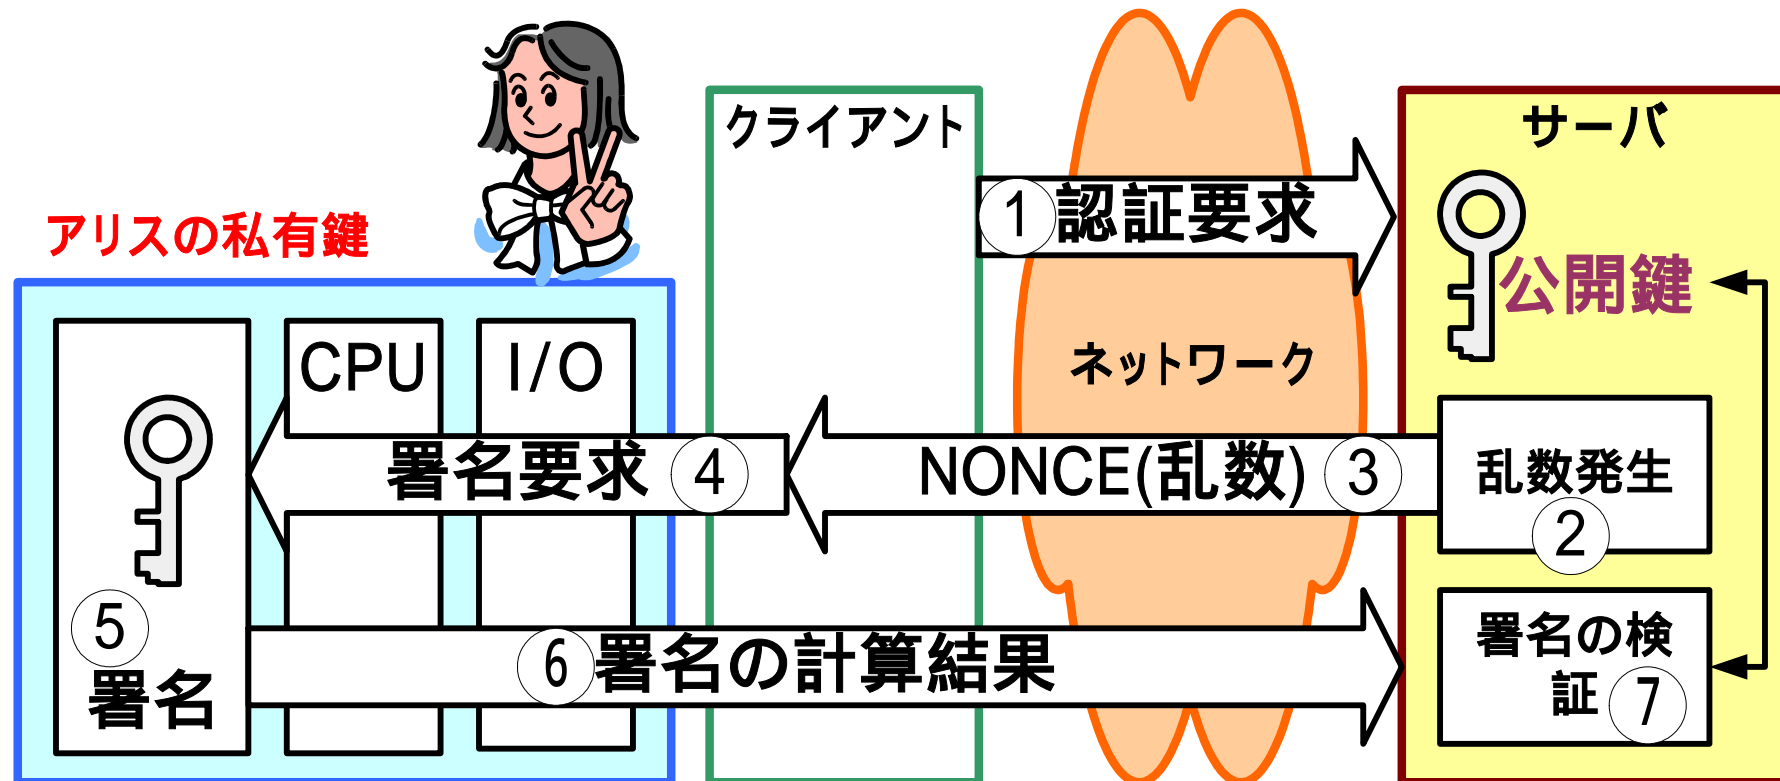 クライアント
サーバ
①認証要求
アリスの私有鍵
公開鍵
CPU
I/O
ネットワーク
署名要求④
NONCE(乱数)③
乱数発生
②
⑤
署名
⑥署名の計算結果
署名の検
証⑦